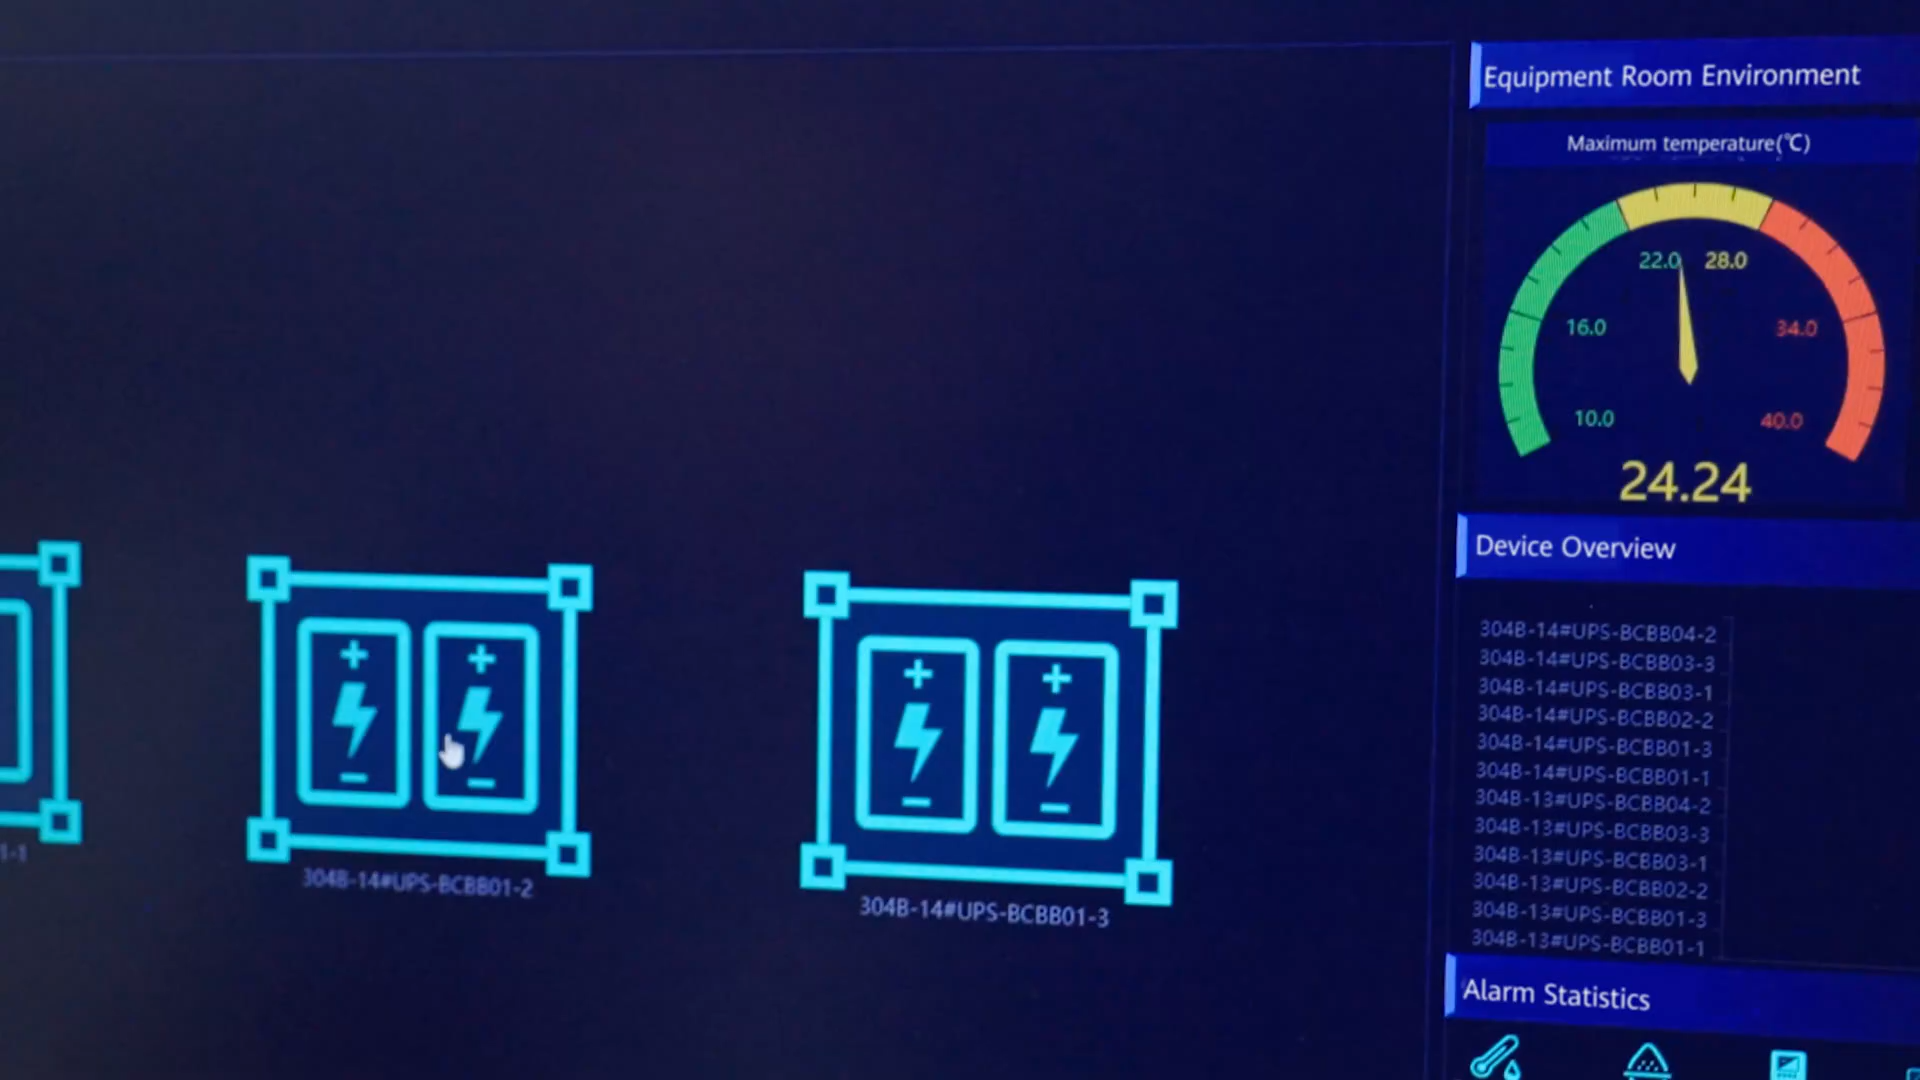 Equipment Room Environment
Maximum temperature(℃)
22.0
28.0
16.0
34.0
10.0
40.0
24.24
Device Overview
304B-14#UPS-BCBB04-2
304B-14#UPS-BCBB03-3
304B-14#UPS-BCBB03-1
304B-14#UPS-BCBB02-2
304B-14#UPS-BCBB01-3
304B-14#UPS-BCBB01-1
304B-13#UPS-BCBB04-2
304B-13#UPS-BCBB03-3
304B-13#UPS-BCBB03-1
304B-13#UPS-BCBB02-2
304B-13#UPS-BCBB01-3
304B-13#UPS-BCBB01-1
Alarm Statistics
1-1
304B-14#UPS-BCBB01-2
304B-14#UPS-BCBB01-3